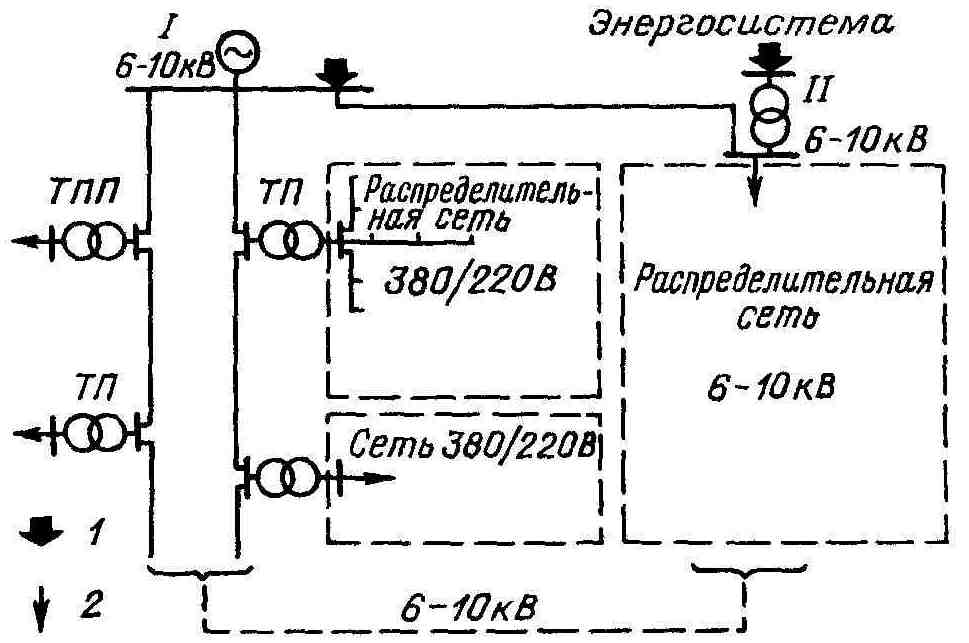 I
6-10кВ
Энергосистема
II
6-10кВ
ТПП
ТП
Распределитель-
ная сеть
380/220В
Распределительная
сеть
6-10кВ
ТП
Сеть 380/220В
1
2
6-10кВ